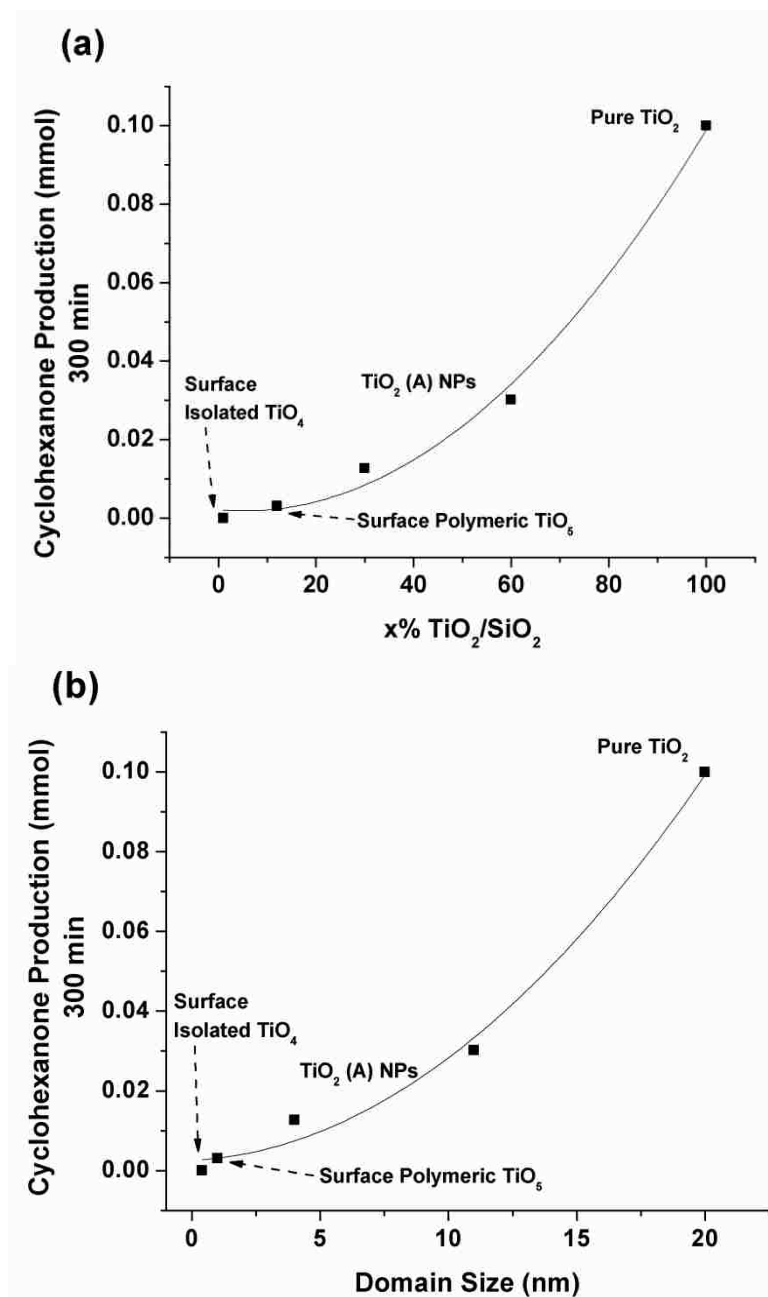 (a)
Cyclohexanone Production (mmol)
300 min
0.10
0.08
0.06
0.04
0.02
0.00
Pure TiO₂
TiO₂ (A) NPs
Surface
Isolated TiO₄
Surface Polymeric TiO₅
0 20 40 60 80 100
x% TiO₂/SiO₂
(b)
Cyclohexanone Production (mmol)
300 min
0.10
0.08
0.06
0.04
0.02
0.00
Pure TiO₂
Surface
Isolated TiO₄
TiO₂ (A) NPs
Surface Polymeric TiO₅
0 5 10 15 20
Domain Size (nm)